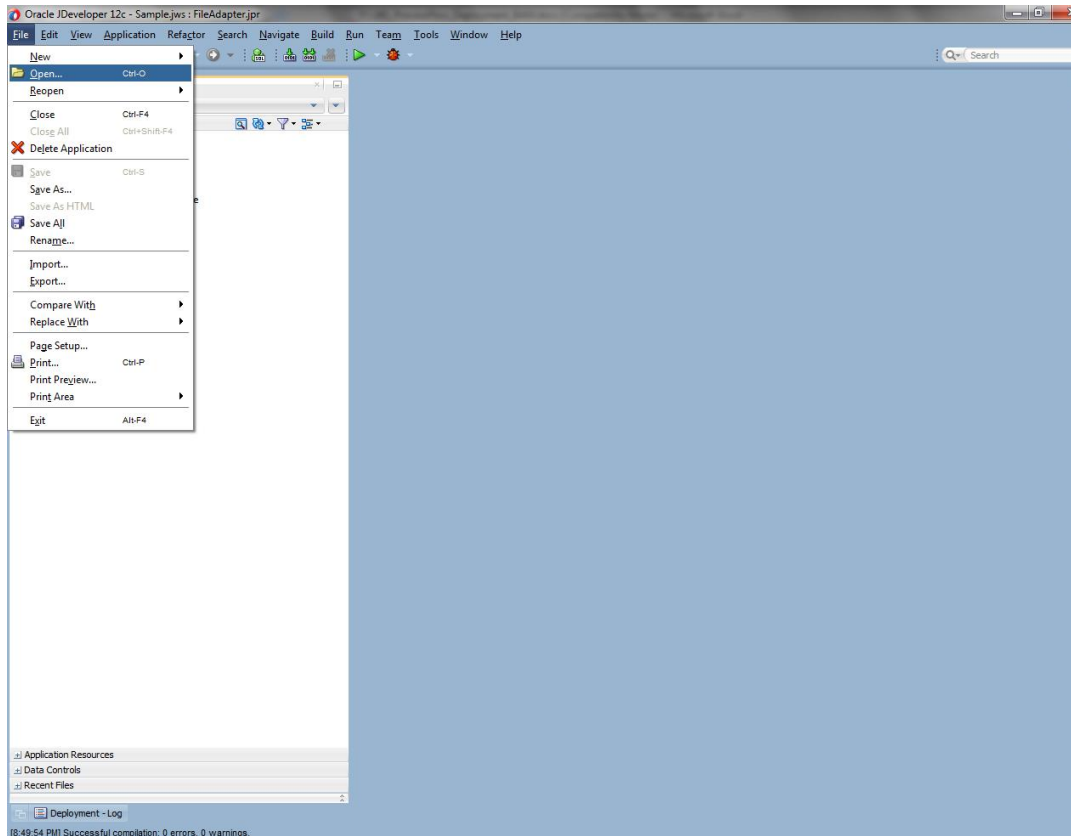 Oracle JDeveloper 12c - Sample.jws : FileAdapter.jpr
File Edit View Application Refactor Search Navigate Build Run Team Tools Window Help
Search
New
Open... Ctrl-O
Reopen
Close Ctrl-F4
Close All Ctrl+Shift-F4
Delete Application
Save Ctrl-S
Save As...
Save As HTML
Save All
Rename...
Import...
Export...
Compare With
Replace With
Page Setup...
Print... Ctrl-P
Print Preview...
Print Area
Exit Alt-F4
e
Application Resources
Data Controls
Recent Files
Deployment - Log
[8:49:54 PM] Successful compilation: 0 errors, 0 warnings.